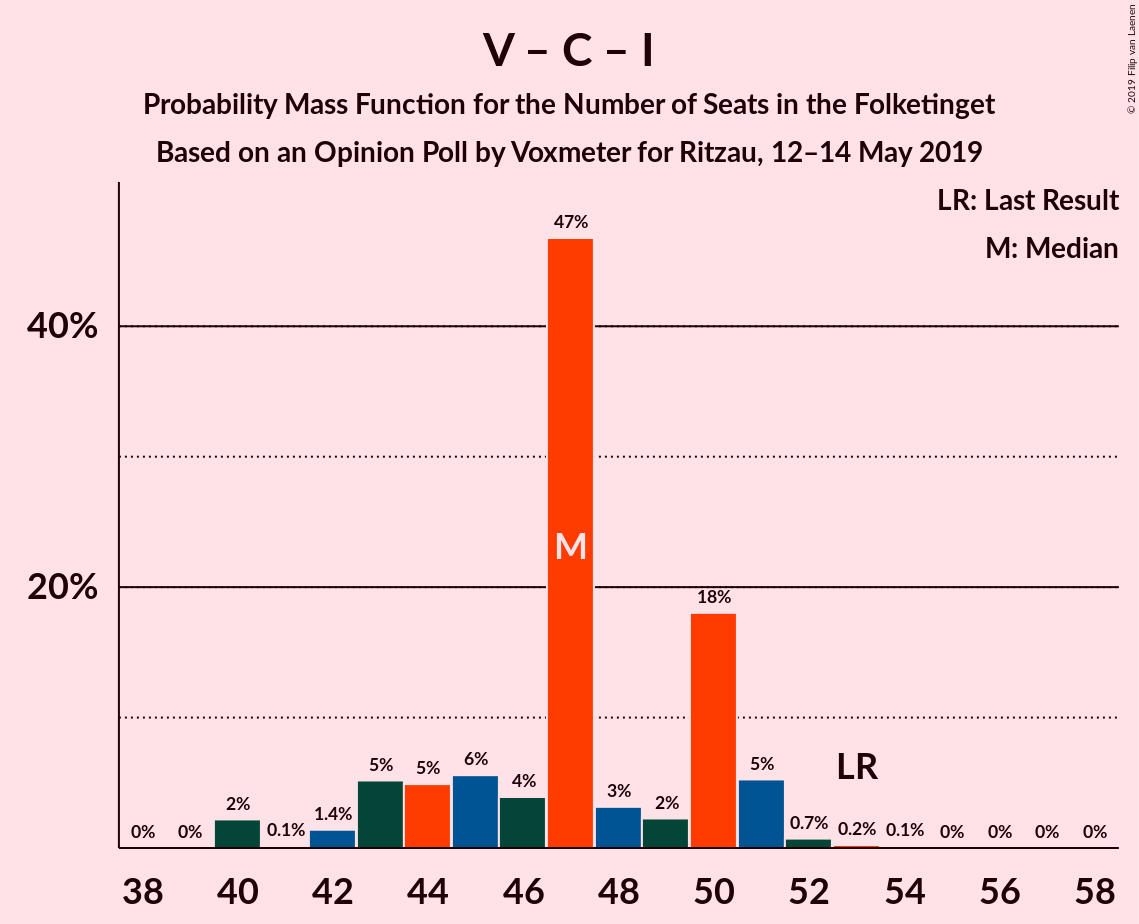 V – C – I
Probability Mass Function for the Number of Seats in the Folketinget
Based on an Opinion Poll by Voxmeter for Ritzau, 12–14 May 2019
© 2019 Filip van Laenen
LR: Last Result
M: Median
40%
20%
0%
0%
2%
0.1%
1.4%
5%
5%
6%
4%
47%
3%
2%
18%
5%
0.7%
0.2%
0.1%
0%
0%
0%
0%
M
LR
38 40 42 44 46 48 50 52 54 56 58